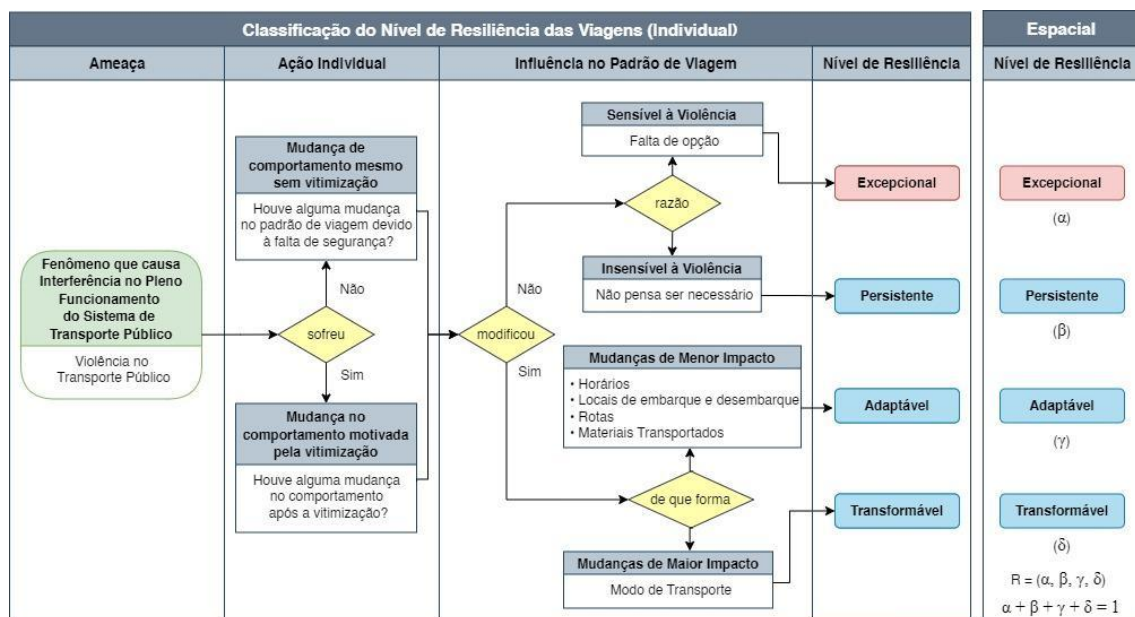 Classificação do Nível de Resiliência das Viagens (Individual)
Espacial
Ameaça
Ação Individual
Influência no Padrão de Viagem
Nível de Resiliência
Nível de Resiliência
Fenômeno que causa
Interferência no Pleno
Funcionamento
do Sistema de
Transporte Público
Violência no
Transporte Público
Mudança de
comportamento mesmo
sem vitimização
Houve alguma mudança
no padrão de viagem devido
à falta de segurança?
Não
sofreu
Sim
Mudança no
comportamento motivada
pela vitimização
Houve alguma mudança
no comportamento
após a vitimização?
Não
modificou
Sim
Sensível à Violência
Falta de opção
razão
Insensível à Violência
Não pensa ser necessário
Mudanças de Menor Impacto
• Horários
• Locais de embarque e desembarque
• Rotas
• Materiais Transportados
de que forma
Mudanças de Maior Impacto
Modo de Transporte
Excepcional
Persistente
Adaptável
Transformável
Excepcional
(α)
Persistente
(β)
Adaptável
(γ)
Transformável
(δ)
R = (α, β, γ, δ)
α + β + γ + δ = 1